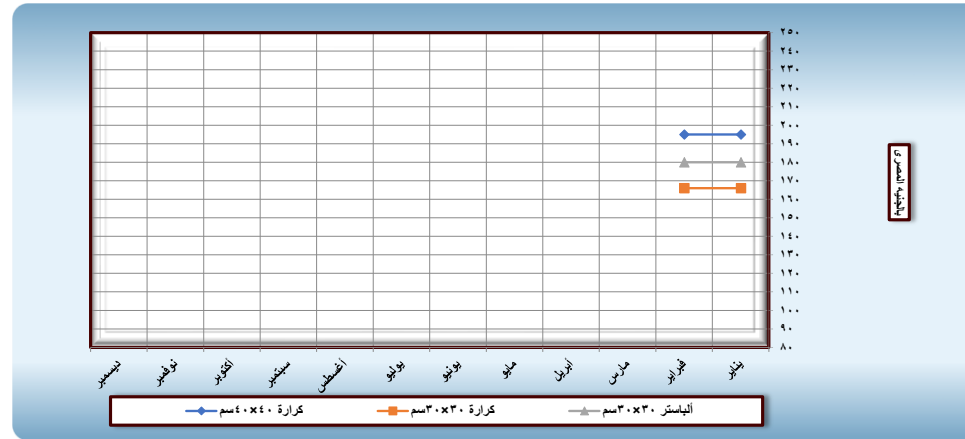 ٢٥٠
٢٤٠
٢٣٠
٢٢٠
٢١٠
٢٠٠
١٩٠
١٨٠
١٧٠
١٦٠
١٥٠
١٤٠
١٣٠
١٢٠
١١٠
١٠٠
٩٠
٨٠
بالجنيه المصرى
يناير
فبراير
مارس
أبريل
مايو
يونيو
يوليو
أغسطس
سبتمبر
أكتوبر
نوفمبر
ديسمبر
ألباستر ٣٠×٣٠سم
كرارة ٣٠×٣٠سم
كرارة ٤٠×٤٠سم